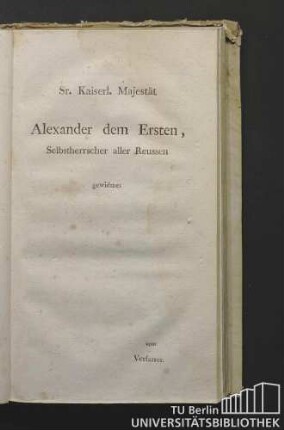 Sr. Kaiserl. Majestät
Alexander dem Ersten,
Selbstherrscher aller Reussen
gewidmet
vom
Verfasser.
TU Berlin
UNIVERSITÄTSBIBLIOTHEK